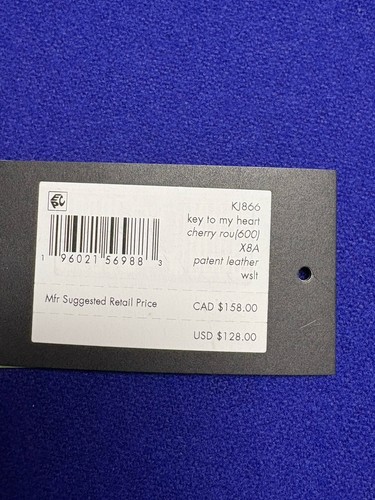 KJ866
key to my heart
cherry rou(600)
X8A
patent leather
wslt
1 96021 56988 3
Mfr Suggested Retail Price
CAD $158.00
USD $128.00